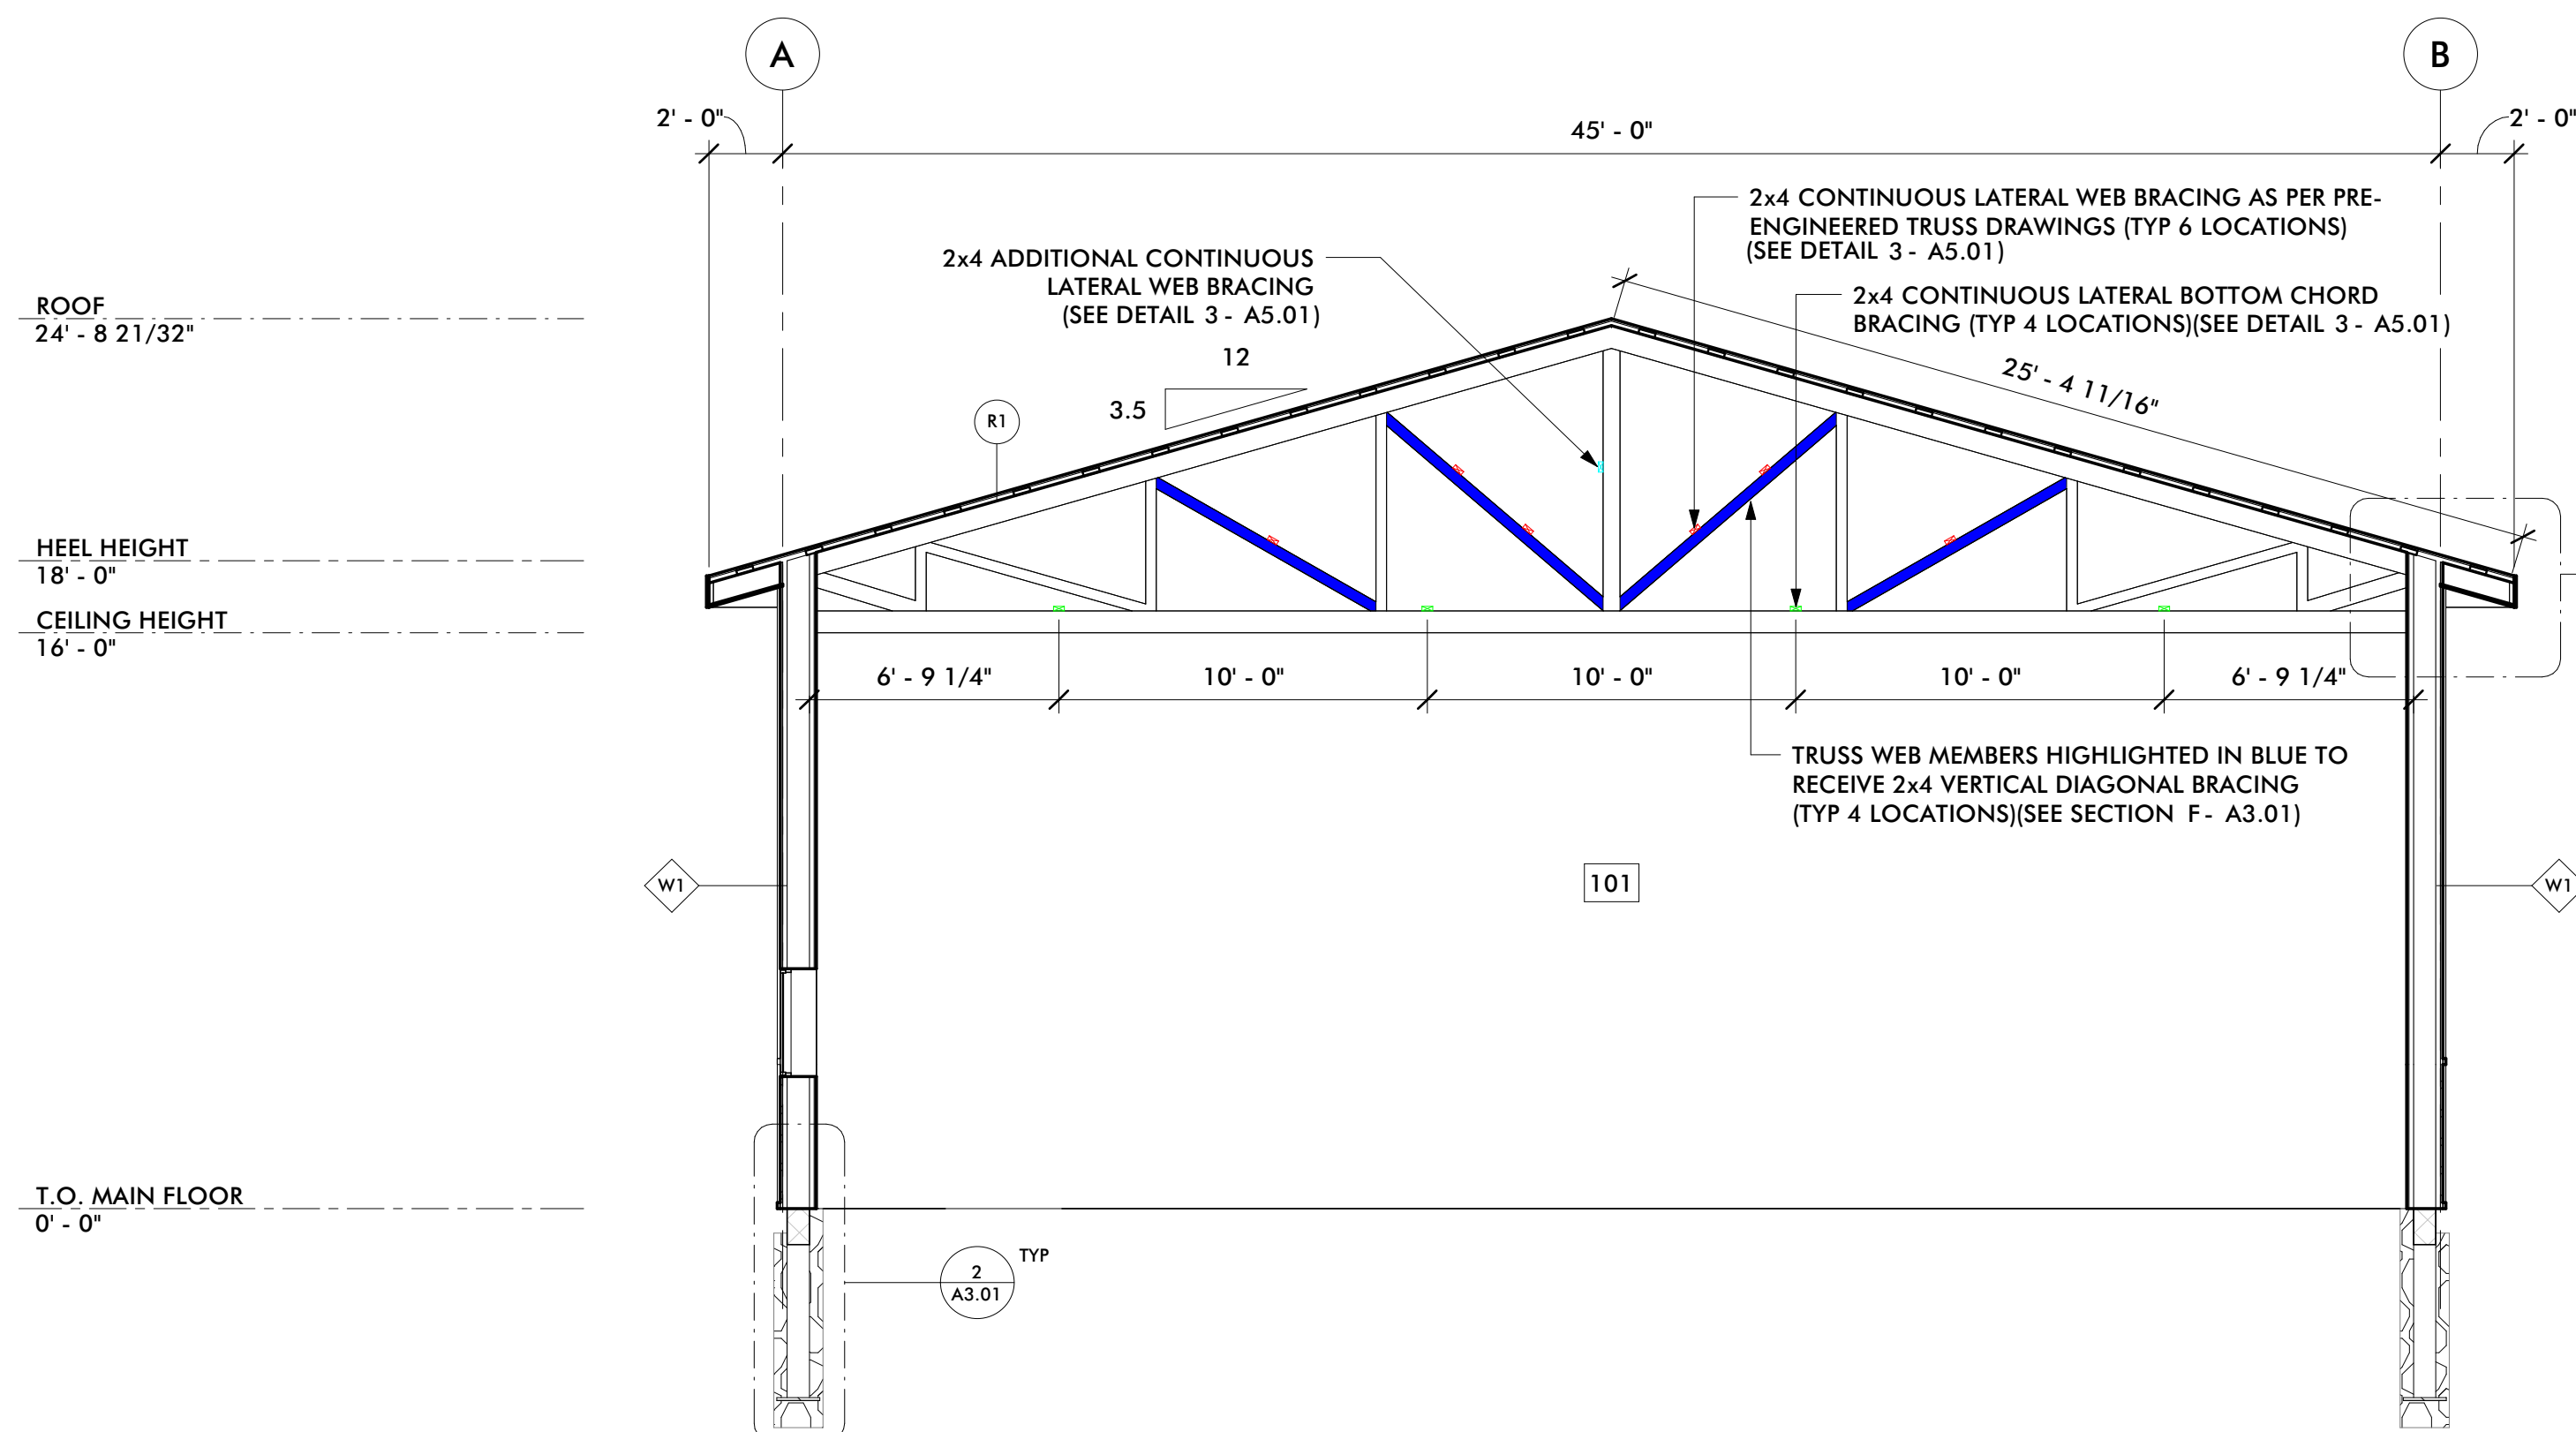 A
B
2' - 0"
45' - 0"
2' - 0"
2x4 CONTINUOUS LATERAL WEB BRACING AS PER PRE-
ENGINEERED TRUSS DRAWINGS (TYP 6 LOCATIONS)
(SEE DETAIL 3 - A5.01)
2x4 ADDITIONAL CONTINUOUS
LATERAL WEB BRACING
(SEE DETAIL 3 - A5.01)
2x4 CONTINUOUS LATERAL BOTTOM CHORD
BRACING (TYP 4 LOCATIONS)(SEE DETAIL 3 - A5.01)
ROOF
24' - 8 21/32"
12
3.5
25' - 4 11/16"
R1
HEEL HEIGHT
18' - 0"
CEILING HEIGHT
16' - 0"
6' - 9 1/4"
10' - 0"
10' - 0"
10' - 0"
6' - 9 1/4"
TRUSS WEB MEMBERS HIGHLIGHTED IN BLUE TO
RECEIVE 2x4 VERTICAL DIAGONAL BRACING
(TYP 4 LOCATIONS)(SEE SECTION F - A3.01)
W1
101
W1
T.O. MAIN FLOOR
0' - 0"
TYP
2
A3.01